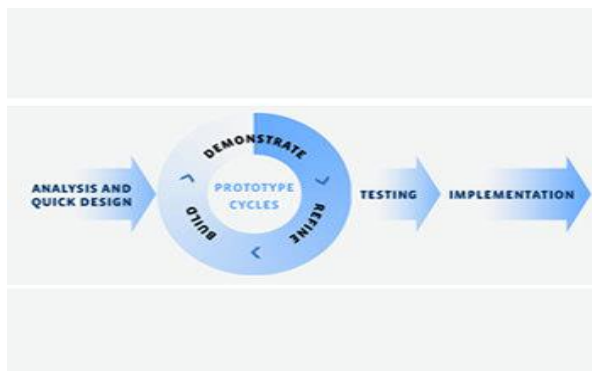 ANALYSIS AND
QUICK DESIGN
DEMONSTRATE
PROTOTYPE
CYCLES
BUILD
REFINE
TESTING
IMPLEMENTATION